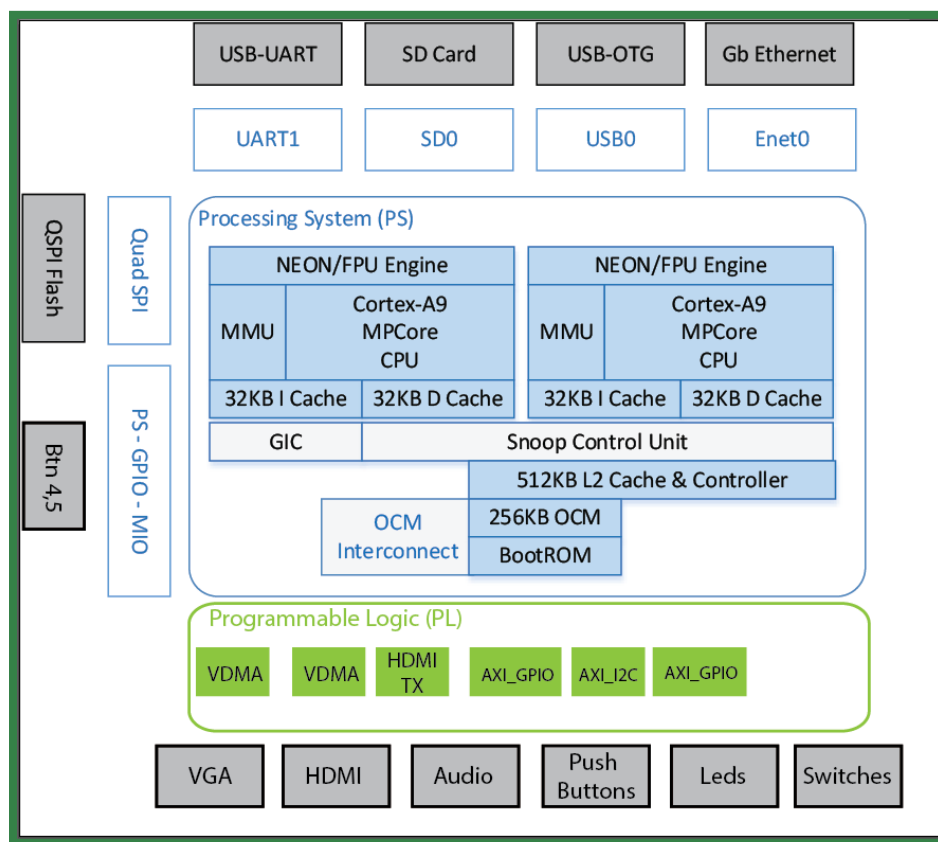 USB-UART
SD Card
USB-OTG
Gb Ethernet
UART1
SD0
USB0
Enet0
QSPI Flash
Quad SPI
Btn 4,5
PS - GPIO - MIO
Processing System (PS)
NEON/FPU Engine
MMU
Cortex-A9
MPCore
CPU
32KB I Cache
32KB D Cache
NEON/FPU Engine
MMU
Cortex-A9
MPCore
CPU
32KB I Cache
32KB D Cache
GIC
Snoop Control Unit
512KB L2 Cache & Controller
OCM
Interconnect
256KB OCM
BootROM
Programmable Logic (PL)
VDMA
VDMA
HDMI
TX
AXI_GPIO
AXI_I2C
AXI_GPIO
VGA
HDMI
Audio
Push
Buttons
Leds
Switches